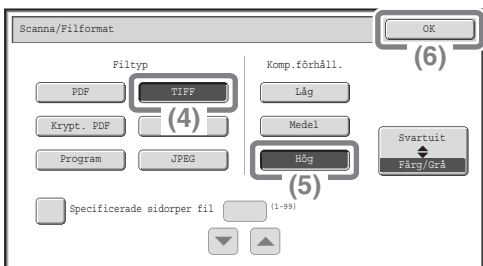 Scanna/Filformat
OK
(6)
Filtyp
Komp.förhåll.
PDF
TIFF
Låg
(4)
Krypt. PDF
Medel
Svartuit
Färg/Grå
Program
JPEG
Hög
(5)
Specificerade sidorper fil
(1-99)